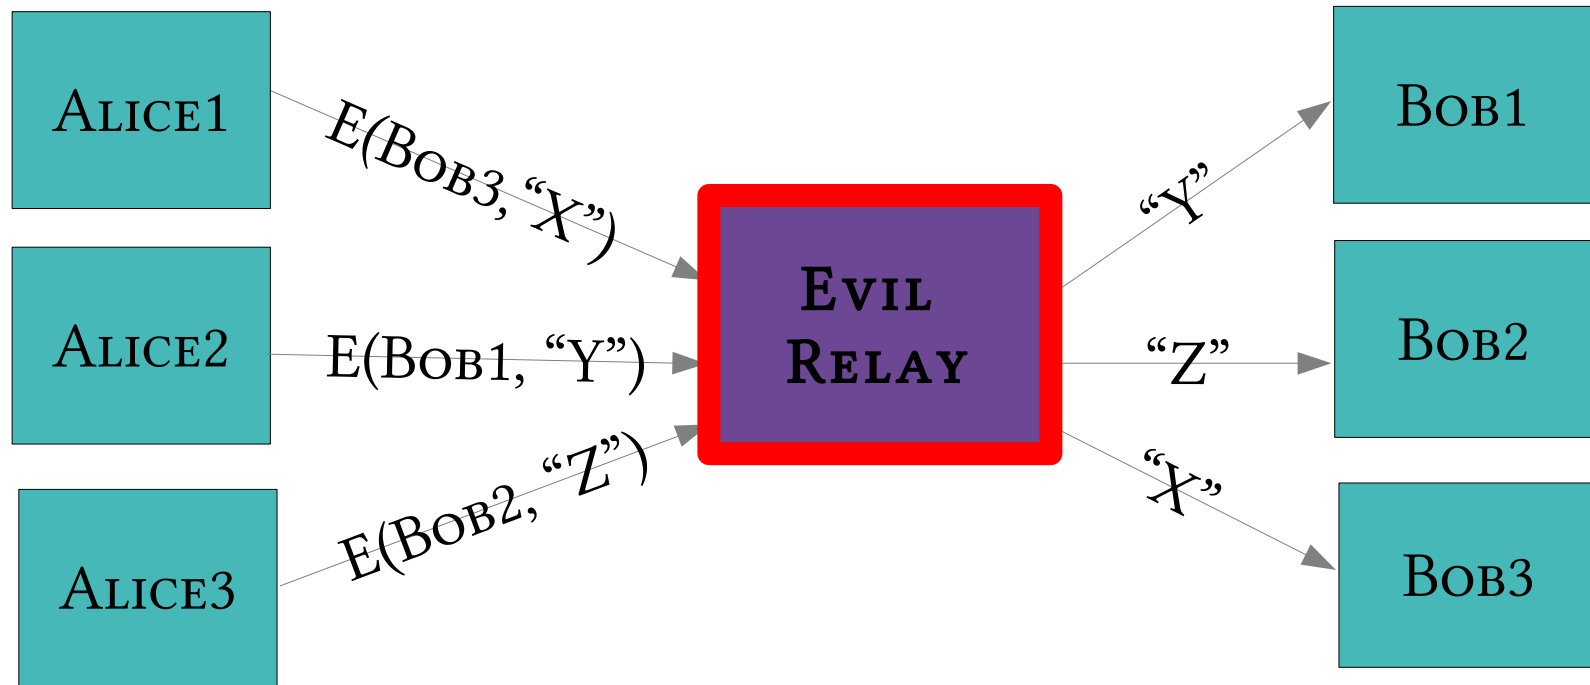 Alice1
E(Bob3, “X”)
Alice2
E(Bob1, “Y”)
Alice3
E(Bob2, “Z”)
Evil
Relay
“Y”
“Z”
“X”
Bob1
Bob2
Bob3